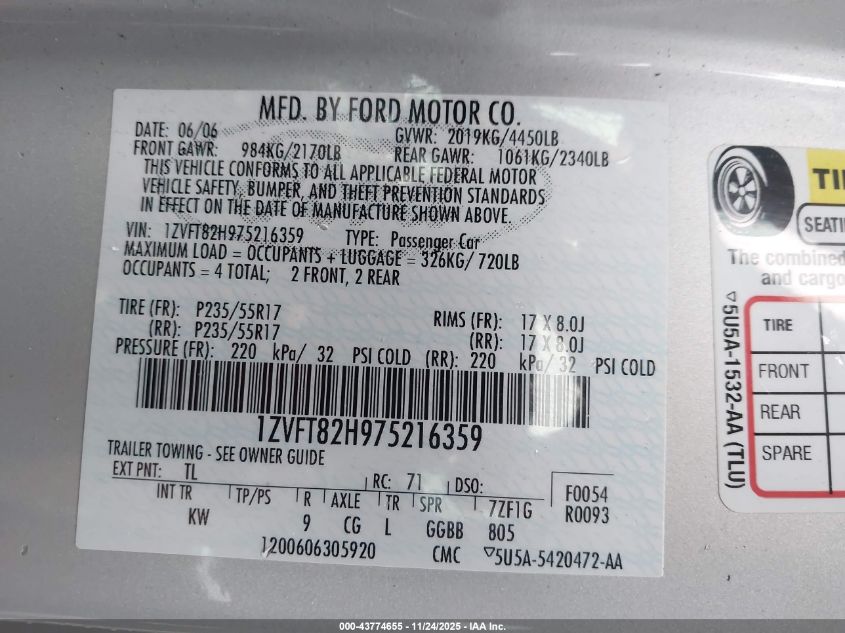 MFD. BY FORD MOTOR CO.
DATE: 06/06 GVWR: 2019KG/4450LB
FRONT GAWR: 984KG/2170LB REAR GAWR: 1061KG/2340LB
THIS VEHICLE CONFORMS TO ALL APPLICABLE FEDERAL MOTOR
VEHICLE SAFETY, BUMPER, AND THEFT PREVENTION STANDARDS
IN EFFECT ON THE DATE OF MANUFACTURE SHOWN ABOVE.
VIN: 1ZVFT82H975216359 TYPE: Passenger Car
MAXIMUM LOAD = OCCUPANTS + LUGGAGE = 326KG/ 720LB
OCCUPANTS = 4 TOTAL; 2 FRONT, 2 REAR
TIRE (FR): P235/55R17 RIMS (FR): 17 X 8.0J
(RR): P235/55R17 (RR): 17 X 8.0J
PRESSURE (FR): 220 kPa/ 32 PSI COLD (RR): 220 kPa/ 32 PSI COLD
1ZVFT82H975216359
TRAILER TOWING - SEE OWNER GUIDE
EXT PNT: TL RC: 71 DSO: F0054
INT TR TP/PS R AXLE TR SPR 7ZF1G R0093
KW 9 CG L GGBB 805
1200606305920 CMC ▽5U5A-5420472-AA
TI
SEATI
The combined
and cargo
TIRE
FRONT
REAR
SPARE
▽5U5A-1532-AA (TLU)
000-43774655 - 11/24/2025 - IAA Inc.